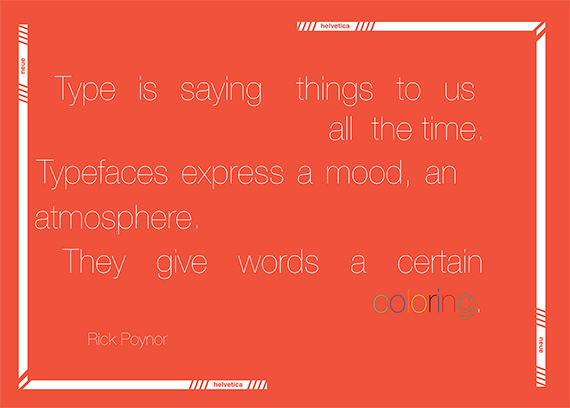 helvetica
neue
Type is saying things to us
all the time.
Typefaces express a mood, an
atmosphere.
They give words a certain
coloring.
Rick Poynor
neue
helvetica